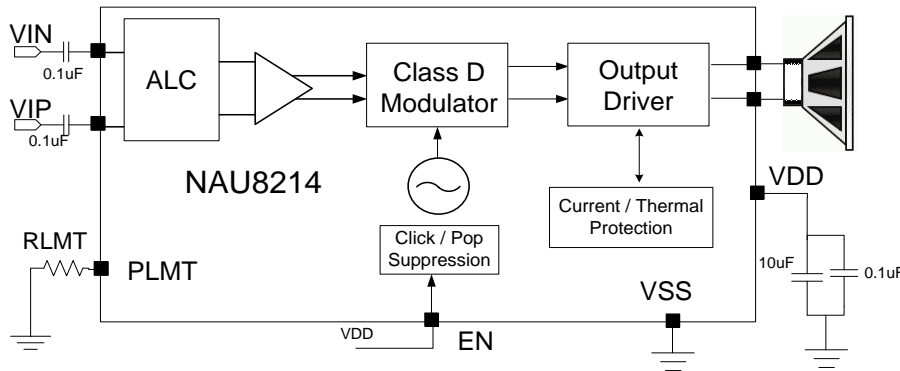 VIN
0.1uF
ALC
VIP
0.1uF
Class D
Modulator
Output
Driver
NAU8214
VDD
Current / Thermal
Protection
Click / Pop
Suppression
RLMT
PLMT
10uF
0.1uF
VSS
VDD
EN